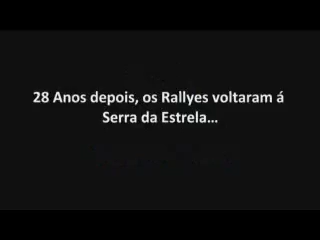 28 Anos depois, os Rallyes voltaram á
Serra da Estrela...